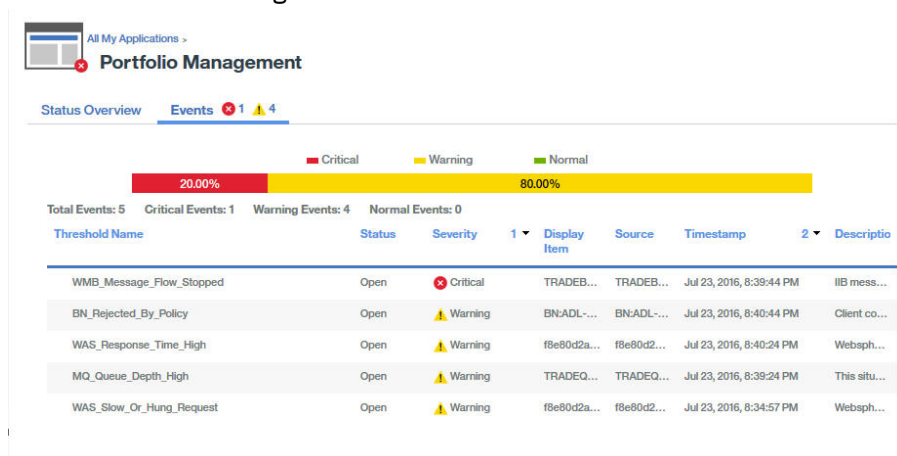 All My Applications >
Portfolio Management
Status Overview Events 1 4
Critical Warning Normal
20.00% 80.00%
Total Events: 5 Critical Events: 1 Warning Events: 4 Normal Events: 0
Threshold Name Status Severity 1 Display Item Source Timestamp 2 Descriptio
WMB_Message_Flow_Stopped Open Critical TRADEB... TRADEB... Jul 23, 2016, 8:39:44 PM IIB mess...
BN_Rejected_By_Policy Open Warning BN:ADL-... BN:ADL-... Jul 23, 2016, 8:40:44 PM Client co...
WAS_Response_Time_High Open Warning f8e80d2a... f8e80d2... Jul 23, 2016, 8:40:24 PM Websph...
MQ_Queue_Depth_High Open Warning TRADEQ... TRADEQ... Jul 23, 2016, 8:39:24 PM This situ...
WAS_Slow_Or_Hung_Request Open Warning f8e80d2a... f8e80d2... Jul 23, 2016, 8:34:57 PM Websph...